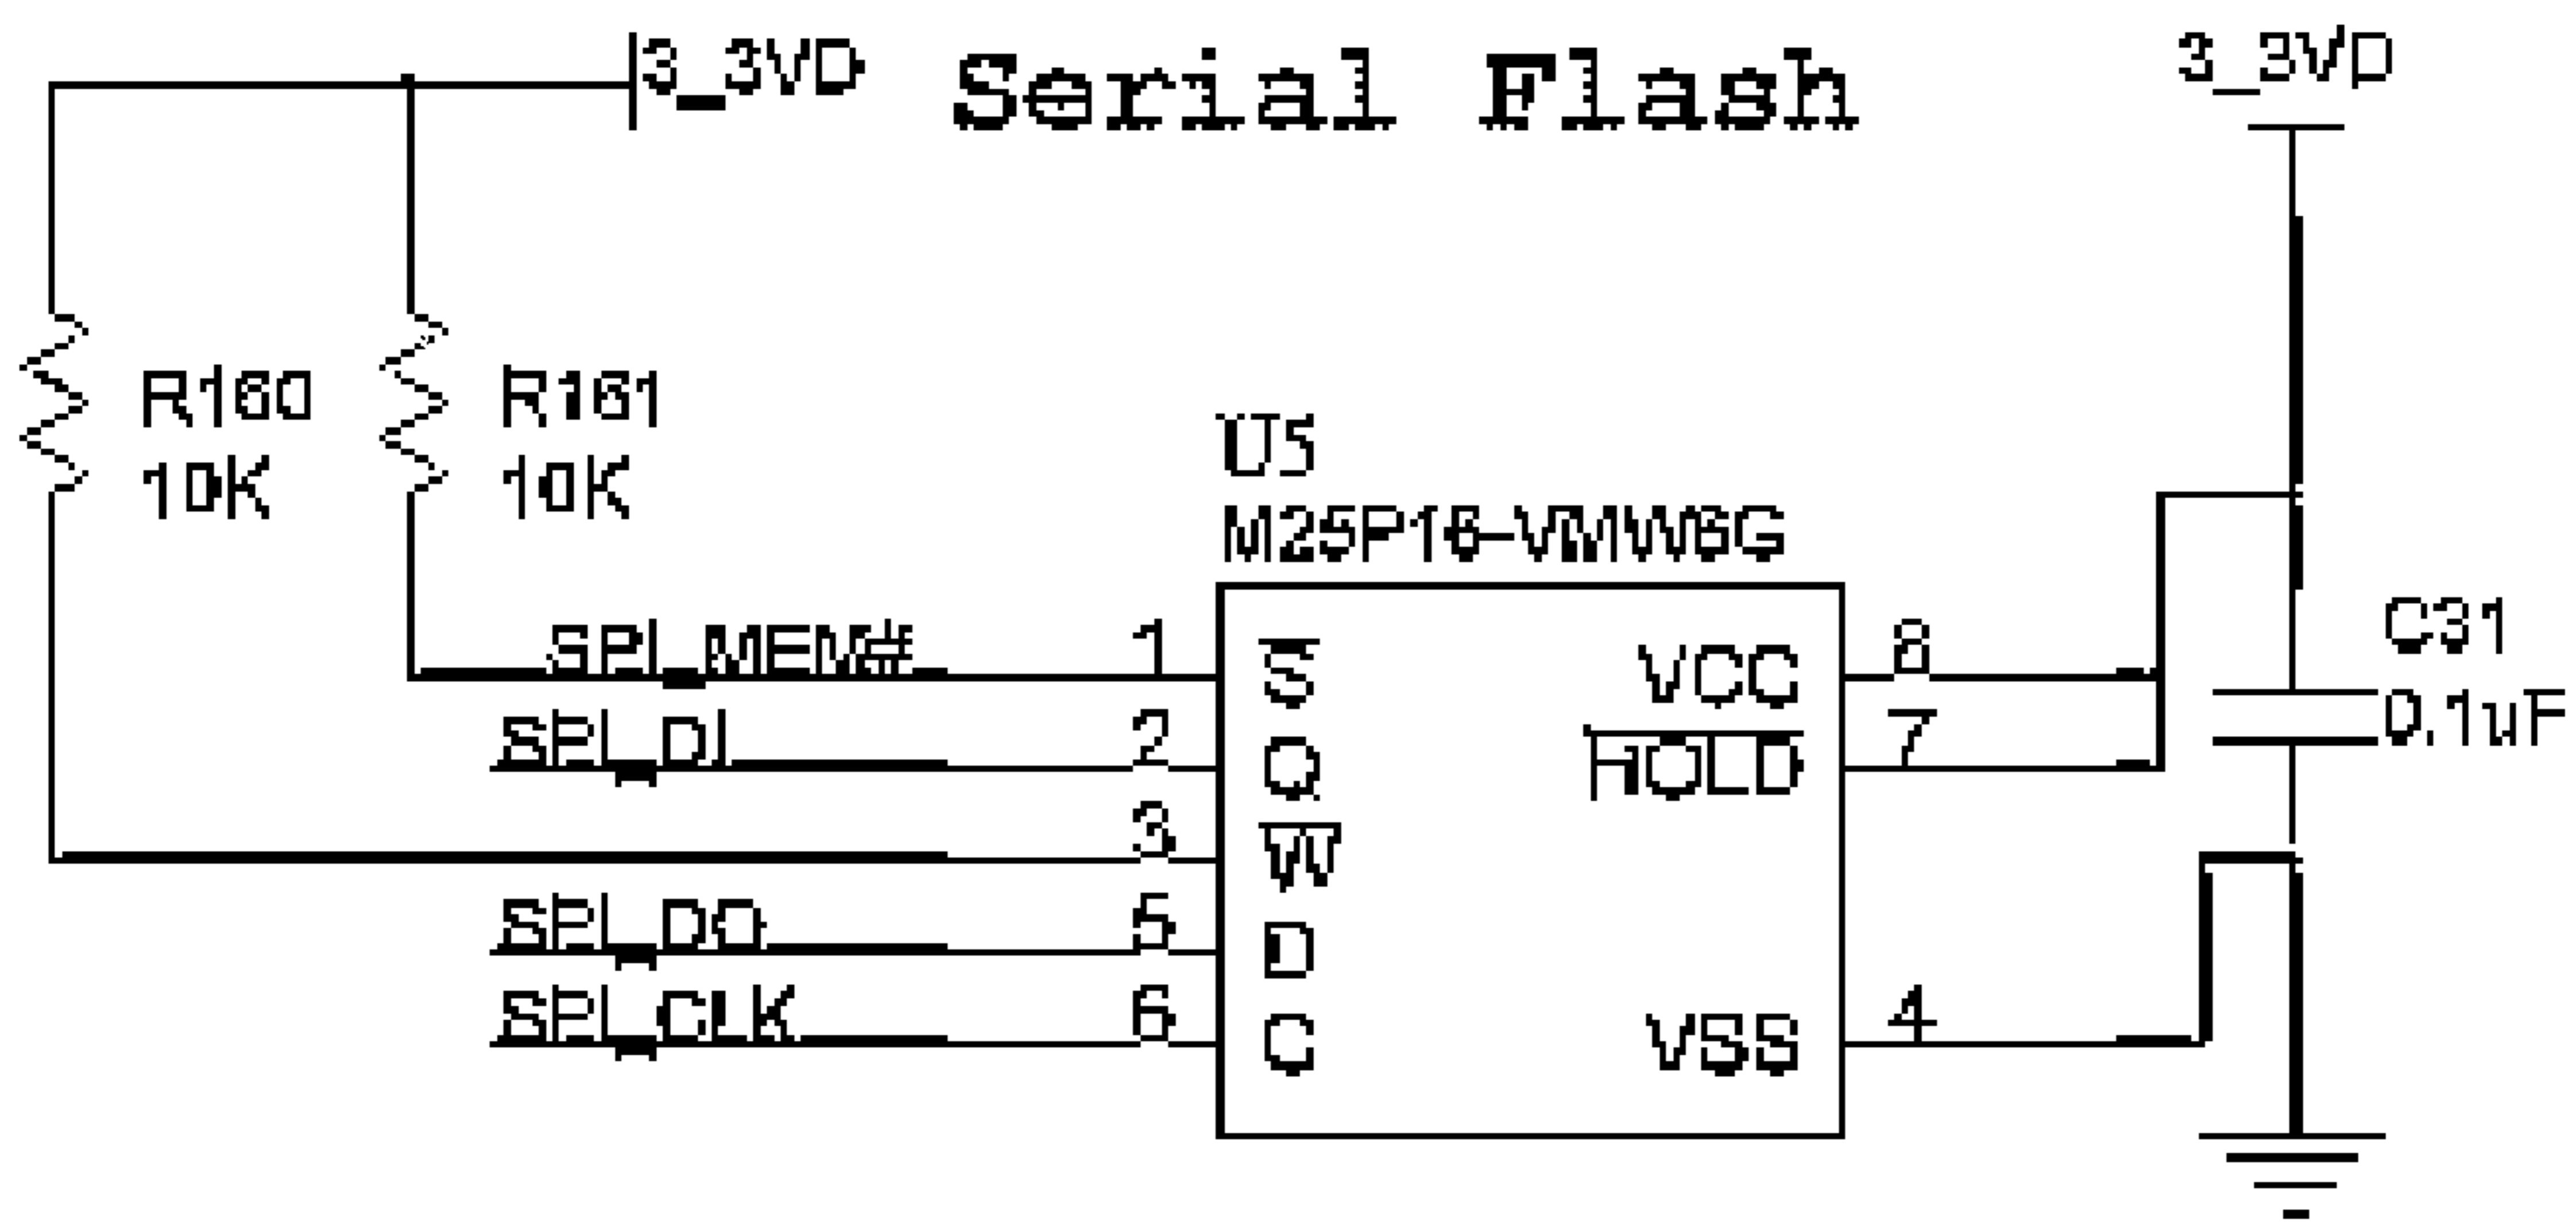 3_3VD
Serial Flash
3_3VD
R160
10K
R161
10K
U5
M25P16-VMW6G
SPI_MEN# 1
S VCC 8
SPI_DI 2
Q HOLD 7
3 W
SPI_DO 5 D
SPI_CLK 6 C
VSS 4
C31
0.1uF